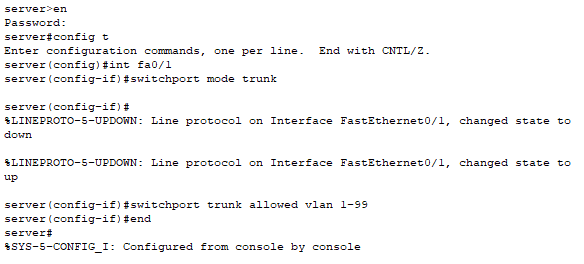 server>en
Password:
server#config t
Enter configuration commands, one per line.  End with CNTL/Z.
server(config)#int fa0/1
server(config-if)#switchport mode trunk
server(config-if)#
%LINEPROTO-5-UPDOWN: Line protocol on Interface FastEthernet0/1, changed state to
down
%LINEPROTO-5-UPDOWN: Line protocol on Interface FastEthernet0/1, changed state to
up
server(config-if)#switchport trunk allowed vlan 1-99
server(config-if)#end
server#
%SYS-5-CONFIG_I: Configured from console by console